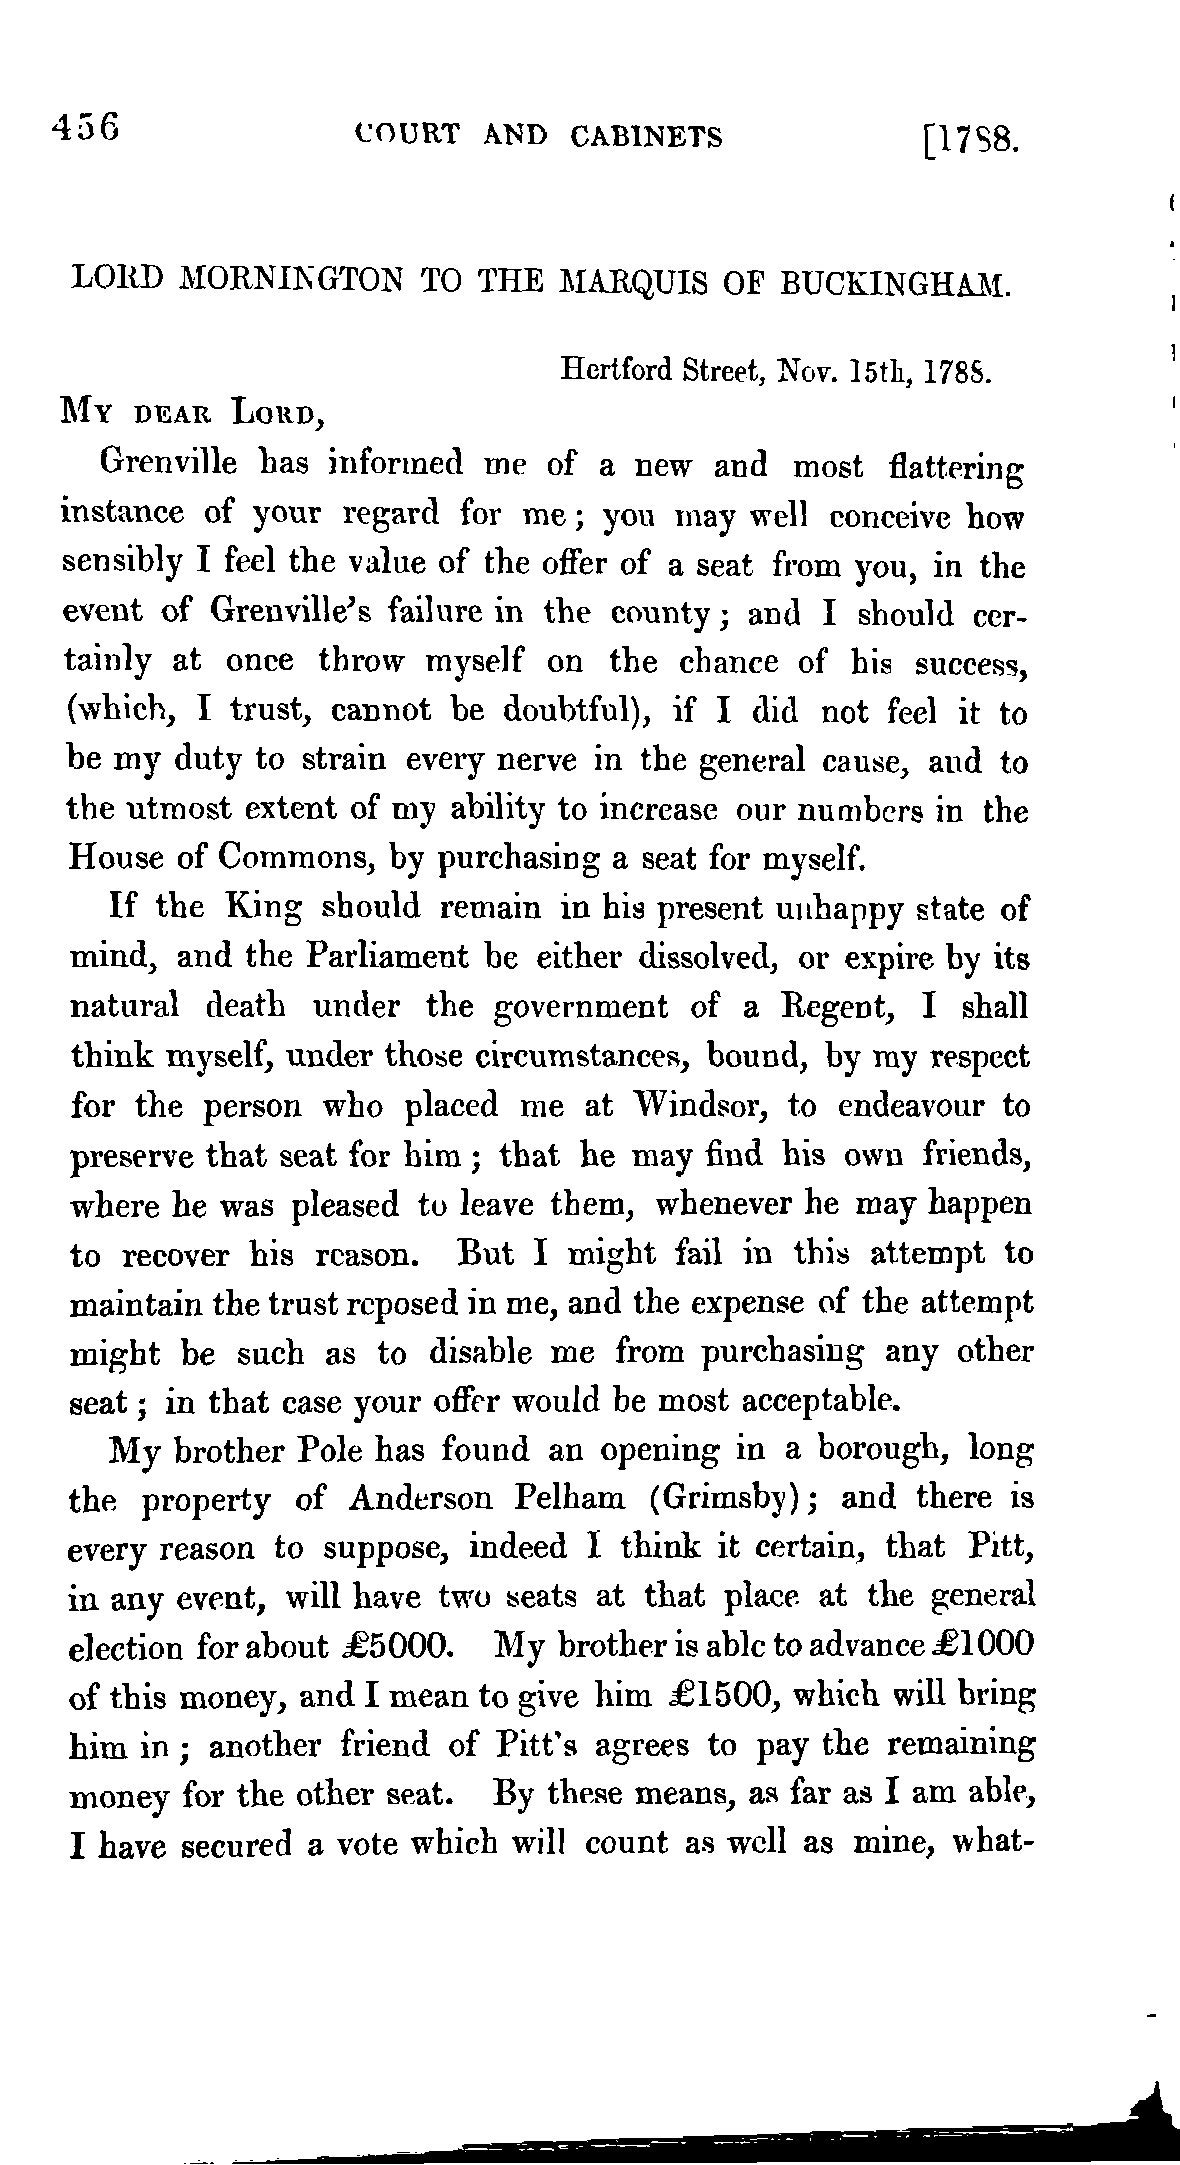 456 COURT AND CABINETS [1788.
LORD MORNINGTON TO THE MARQUIS OF BUCKINGHAM.
Hertford Street, Nov. 15th, 1788.
MY DEAR LORD,
Grenville has informed me of a new and most flattering
instance of your regard for me; you may well conceive how
sensibly I feel the value of the offer of a seat from you, in the
event of Grenville's failure in the county; and I should cer-
tainly at once throw myself on the chance of his success,
(which, I trust, cannot be doubtful), if I did not feel it to
be my duty to strain every nerve in the general cause, and to
the utmost extent of my ability to increase our numbers in the
House of Commons, by purchasing a seat for myself.
If the King should remain in his present unhappy state of
mind, and the Parliament be either dissolved, or expire by its
natural death under the government of a Regent, I shall
think myself, under those circumstances, bound, by my respect
for the person who placed me at Windsor, to endeavour to
preserve that seat for him; that he may find his own friends,
where he was pleased to leave them, whenever he may happen
to recover his reason. But I might fail in this attempt to
maintain the trust reposed in me, and the expense of the attempt
might be such as to disable me from purchasing any other
seat; in that case your offer would be most acceptable.
My brother Pole has found an opening in a borough, long
the property of Anderson Pelham (Grimsby); and there is
every reason to suppose, indeed I think it certain, that Pitt,
in any event, will have two seats at that place at the general
election for about £5000. My brother is able to advance £1000
of this money, and I mean to give him £1500, which will bring
him in; another friend of Pitt's agrees to pay the remaining
money for the other seat. By these means, as far as I am able,
I have secured a vote which will count as well as mine, what-